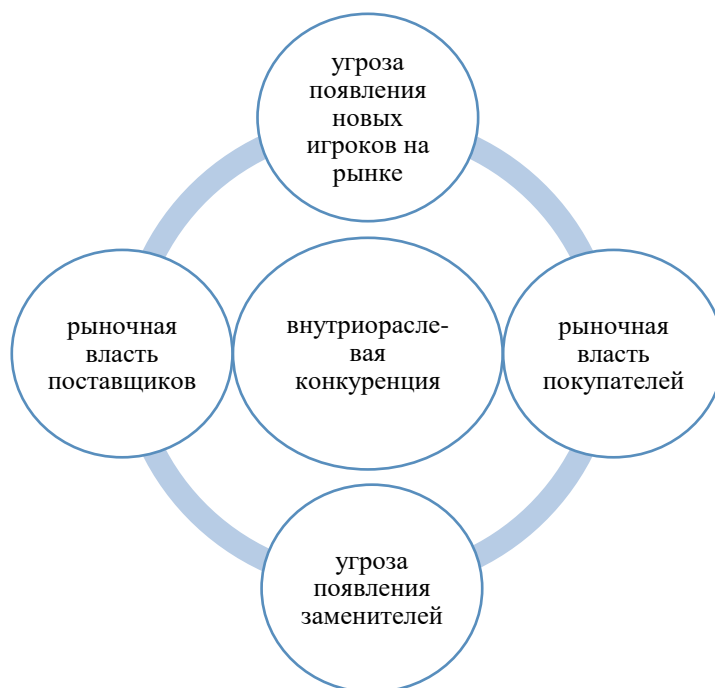 угроза
появления
новых
игроков на
рынке
рыночная
власть
поставщиков
внутриорасле-
вая
конкуренция
рыночная
власть
покупателей
угроза
появления
заменителей